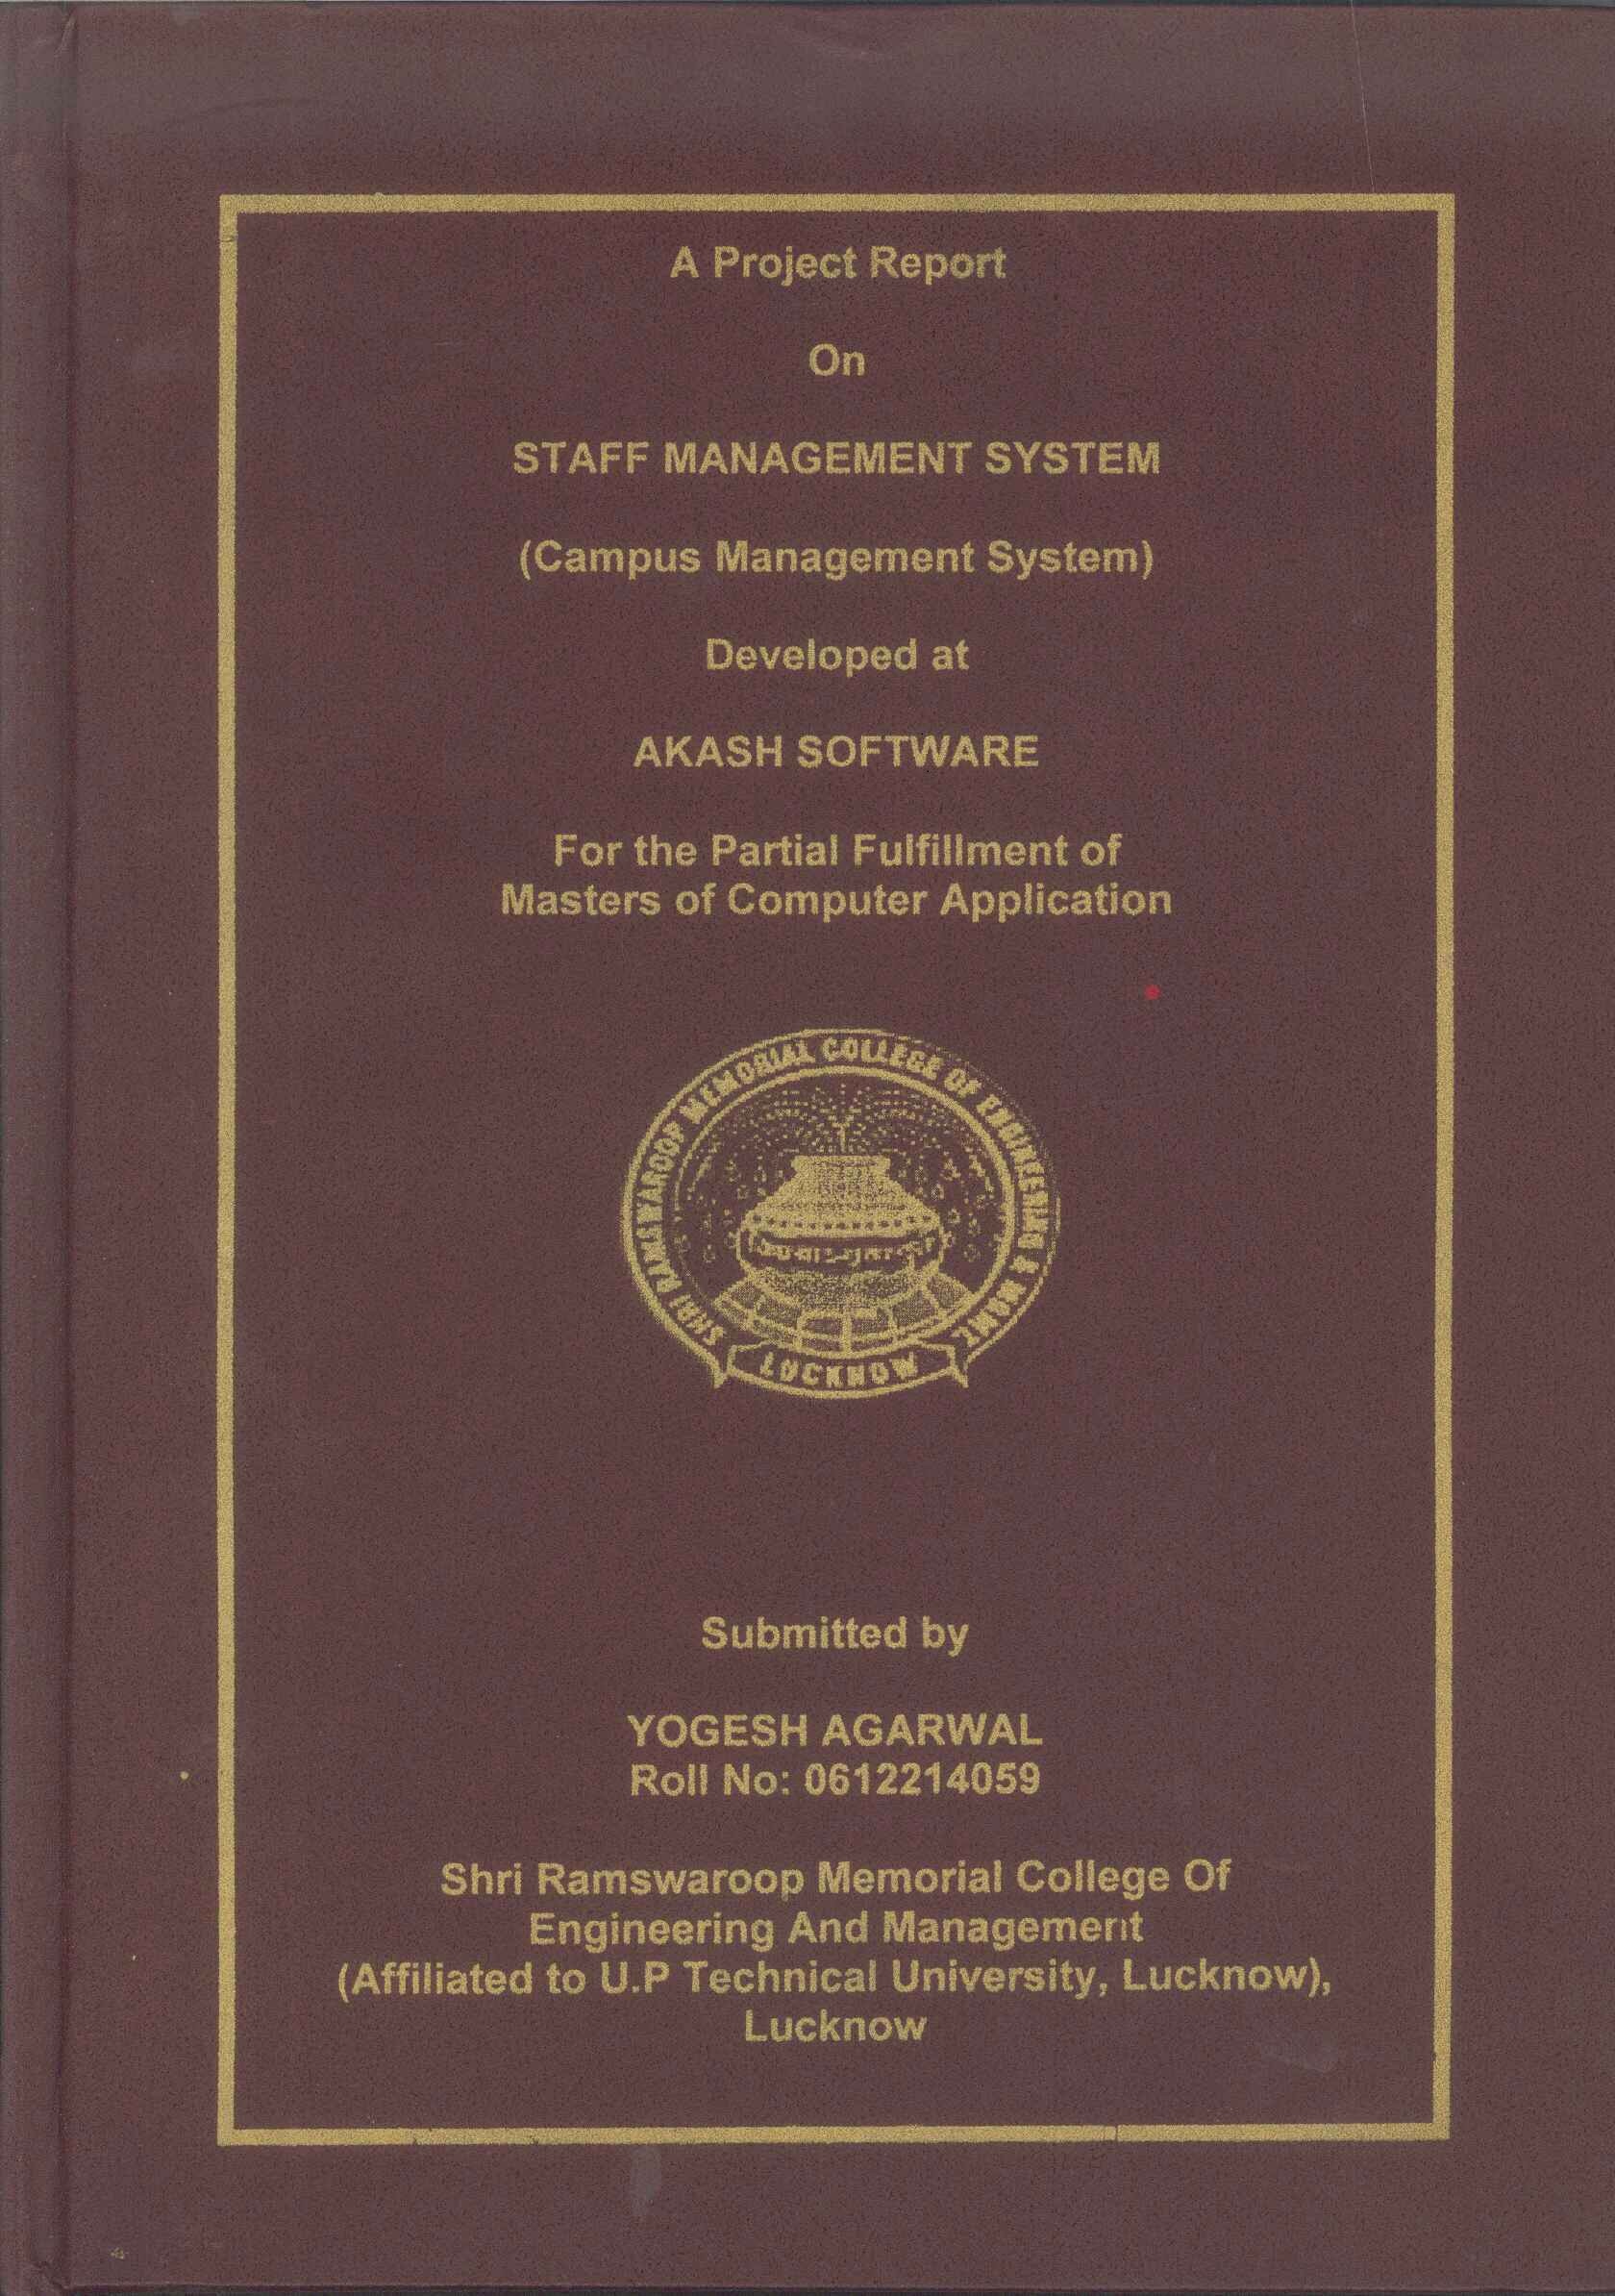 A Project Report
On
STAFF MANAGEMENT SYSTEM
(Campus Management System)
Developed at
AKASH SOFTWARE
For the Partial Fulfillment of
Masters of Computer Application
SHRI RAMSWAROOP MEMORIAL COLLEGE OF ENGINEERING & MGMT.
LUCKNOW
Submitted by
YOGESH AGARWAL
Roll No: 0612214059
Shri Ramswaroop Memorial College Of
Engineering And Management
(Affiliated to U.P Technical University, Lucknow),
Lucknow